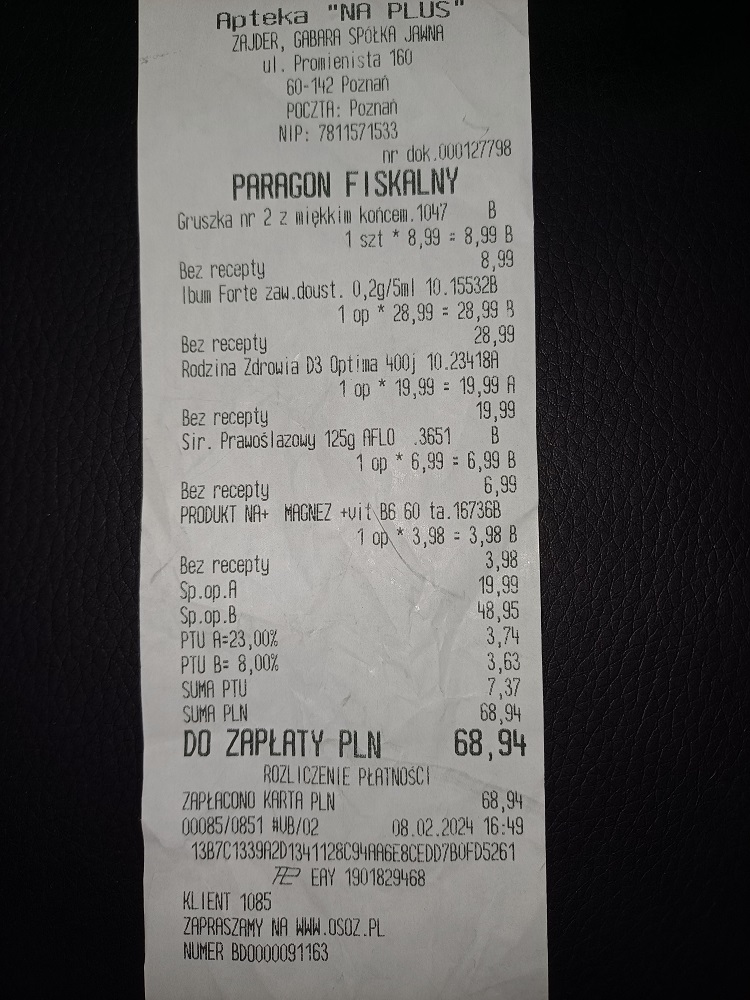 Apteka "NA PLUS"
ZAJDER, GABARA SPÓŁKA JAWNA
ul. Promienista 160
60-142 Poznań
POCZTA: Poznań
NIP: 7811571533
nr dok.000127798
PARAGON FISKALNY
Gruszka nr 2 z miękkim końcem.1047 B
1 szt * 8,99 = 8,99 B
8,99
Bez recepty
Ibum Forte zaw.doust. 0,2g/5ml 10.15532B
1 op * 28,99 = 28,99 B
28,99
Bez recepty
Rodzina Zdrowia D3 Optima 400j 10.23418A
1 op * 19,99 = 19,99 A
19,99
Bez recepty
Sir. Prawoślazowy 125g AFLO .3651 B
1 op * 6,99 = 6,99 B
6,99
Bez recepty
PRODUKT NA+ MAGNEZ +vit B6 60 ta.16736B
1 op * 3,98 = 3,98 B
3,98
Bez recepty
Sp.op.A 19,99
Sp.op.B 48,95
PTU A=23,00% 3,74
PTU B= 8,00% 3,63
SUMA PTU 7,37
SUMA PLN 68,94
DO ZAPŁATY PLN 68,94
ROZLICZENIE PŁATNOŚCI
ZAPŁACONO KARTA PLN 68,94
00085/0851 #UB/02 08.02.2024 16:49
13B7C1339A2D1341128C94AA6E8CEDD7B0FD5261
EAY 1901829468
KLIENT 1085
ZAPRASZAMY NA WWW.OSOZ.PL
NUMER BDO000091163